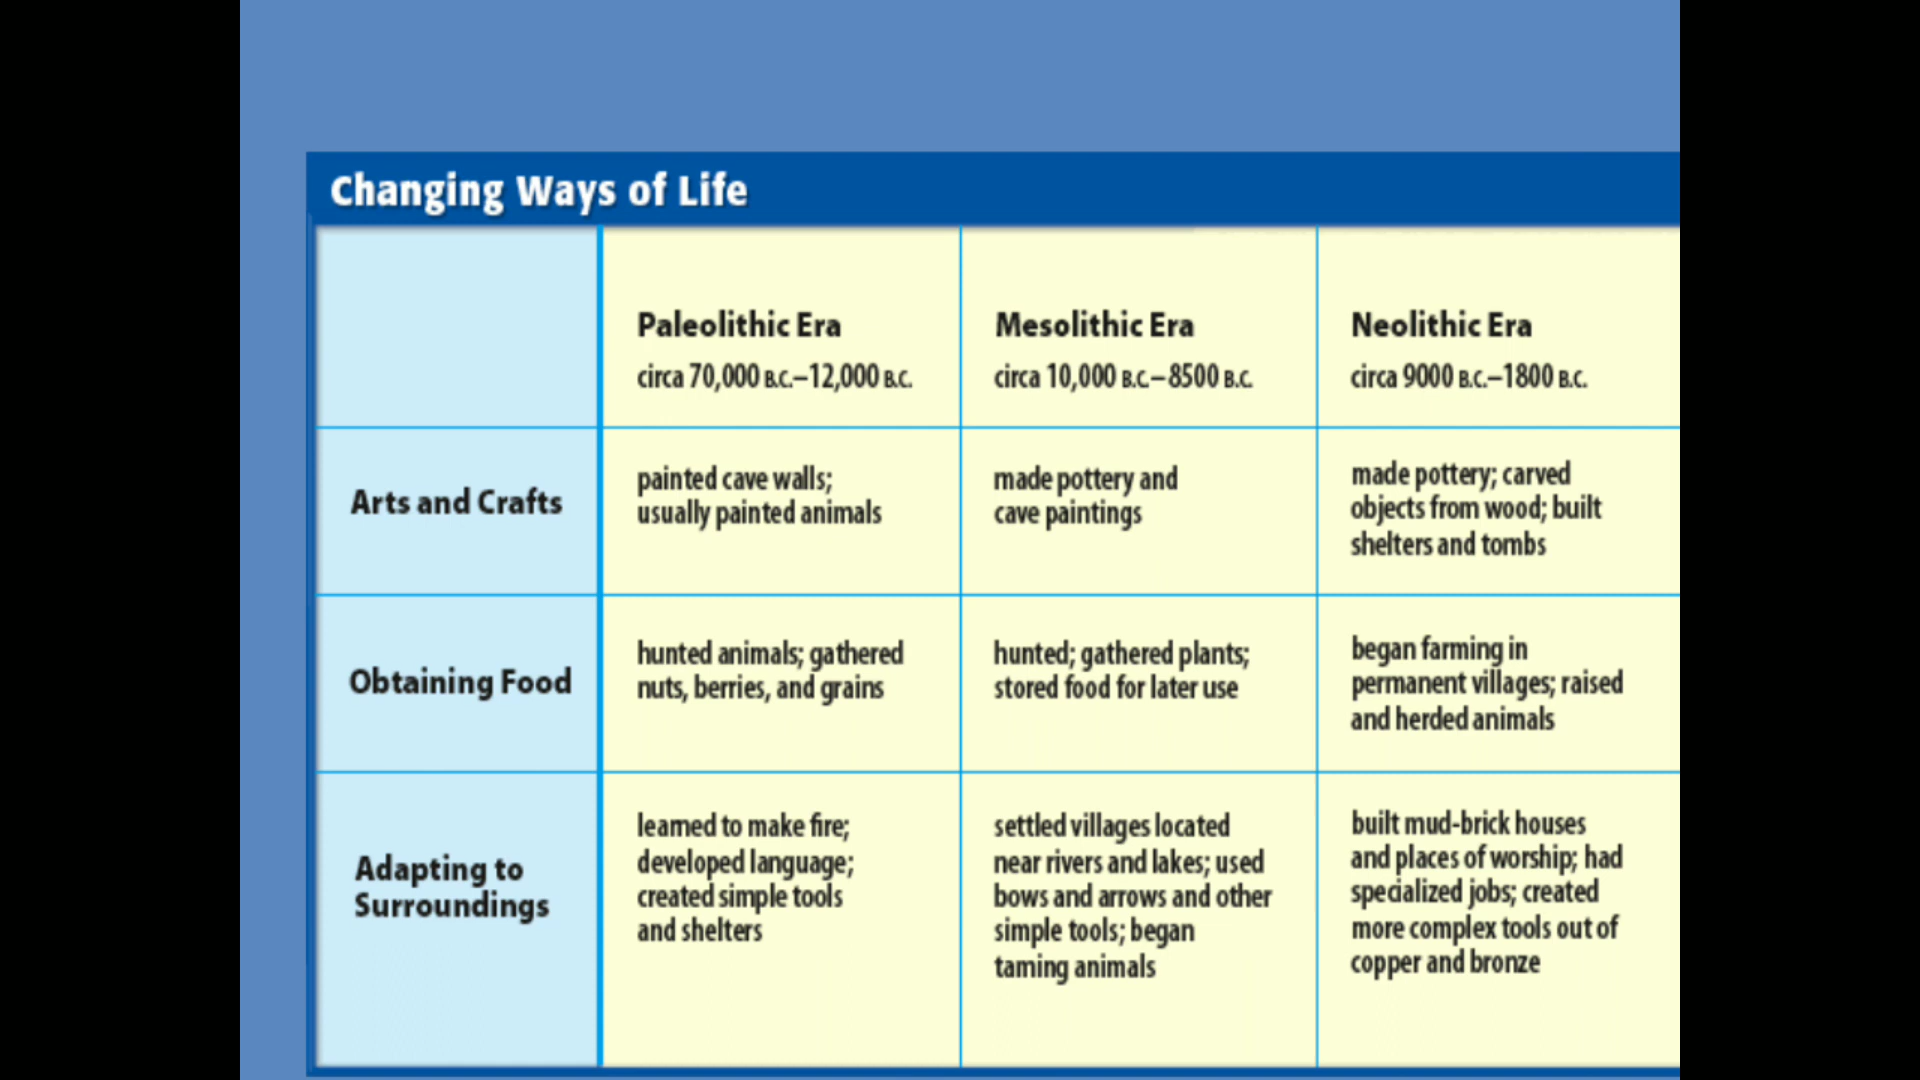 Changing Ways of Life
Paleolithic Era
circa 70,000 B.C.–12,000 B.C.
Mesolithic Era
circa 10,000 B.C.–8500 B.C.
Neolithic Era
circa 9000 B.C.–1800 B.C.
Arts and Crafts
painted cave walls;
usually painted animals
made pottery and
cave paintings
made pottery; carved
objects from wood; built
shelters and tombs
Obtaining Food
hunted animals; gathered
nuts, berries, and grains
hunted; gathered plants;
stored food for later use
began farming in
permanent villages; raised
and herded animals
Adapting to
Surroundings
learned to make fire;
developed language;
created simple tools
and shelters
settled villages located
near rivers and lakes; used
bows and arrows and other
simple tools; began
taming animals
built mud-brick houses
and places of worship; had
specialized jobs; created
more complex tools out of
copper and bronze